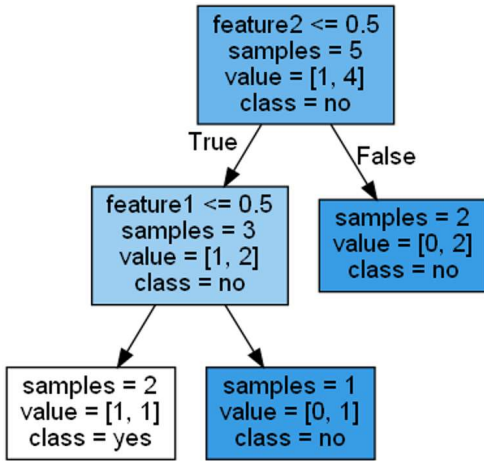 feature2 <= 0.5
samples = 5
value = [1, 4]
class = no
True
False
feature1 <= 0.5
samples = 3
value = [1, 2]
class = no
samples = 2
value = [0, 2]
class = no
samples = 2
value = [1, 1]
class = yes
samples = 1
value = [0, 1]
class = no